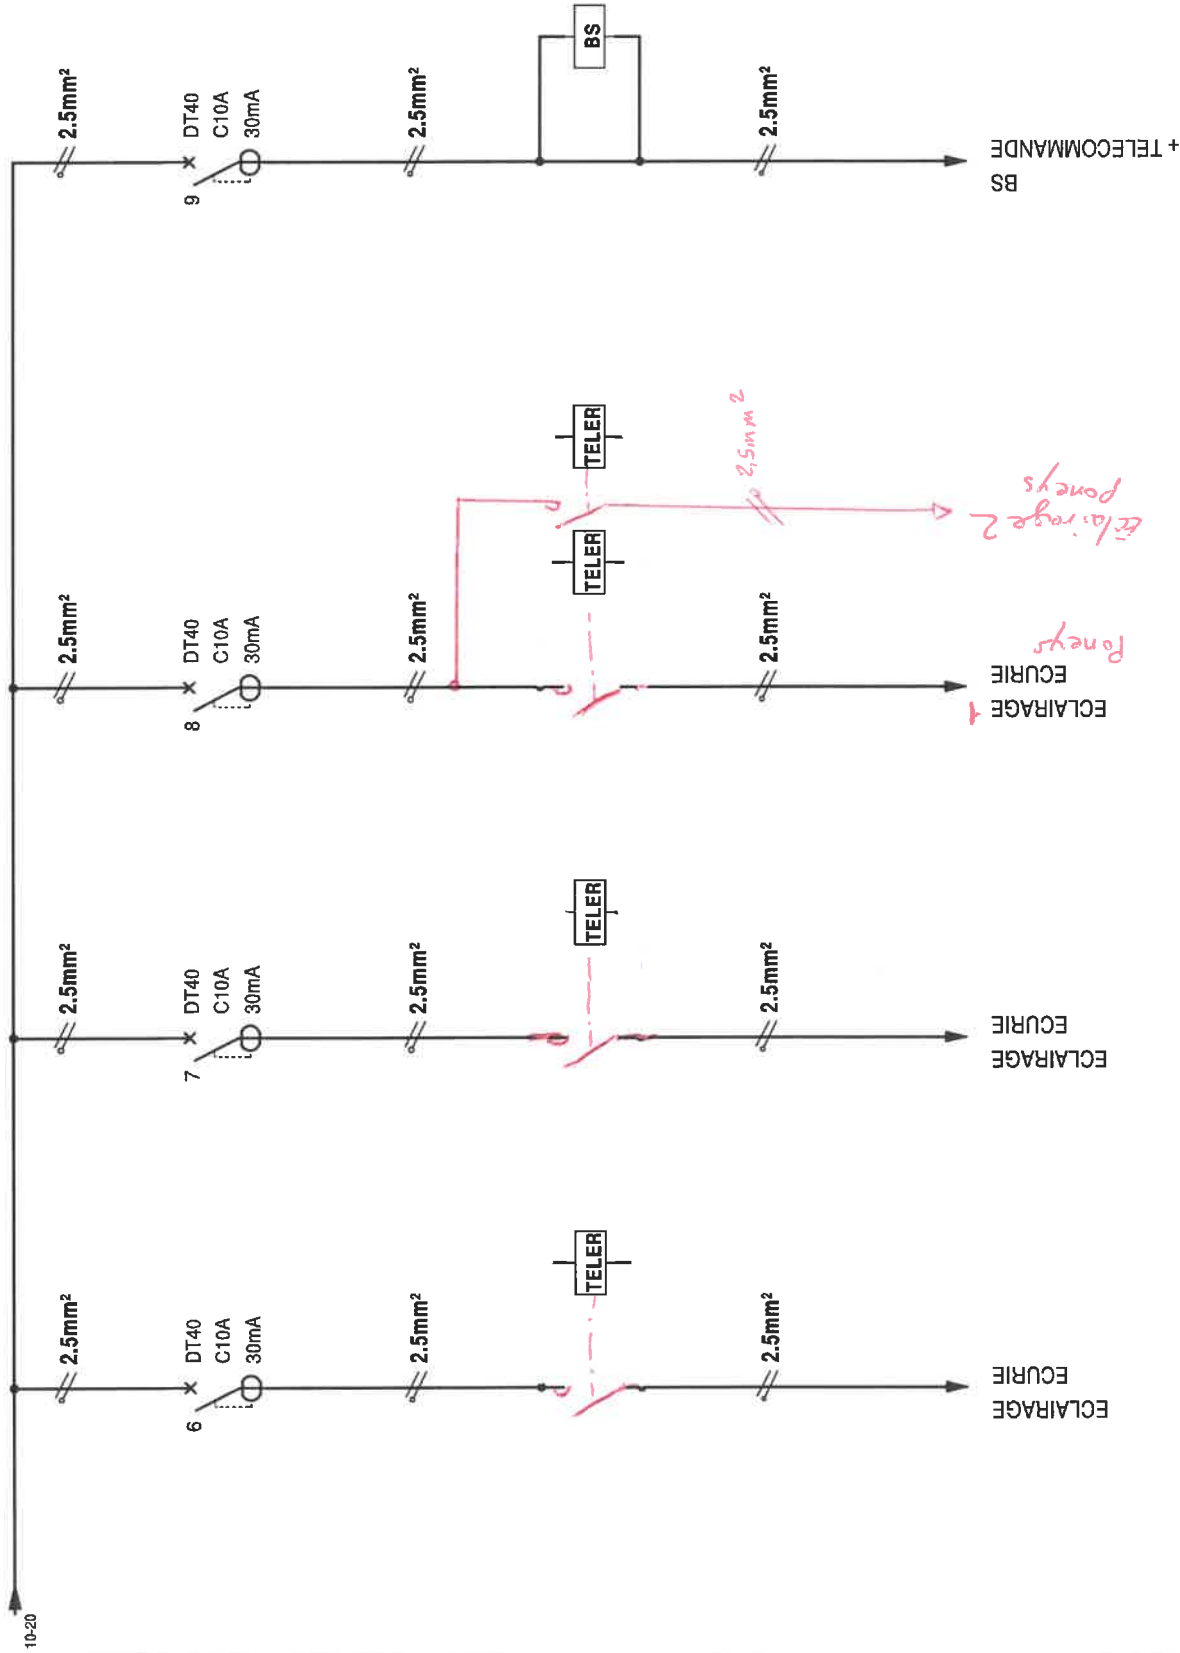 10-20
2.5mm²
2.5mm²
2.5mm²
2.5mm²
6
DT40
C10A
30mA
7
DT40
C10A
30mA
8
DT40
C10A
30mA
9
DT40
C10A
30mA
2.5mm²
2.5mm²
2.5mm²
2.5mm²
TELER
TELER
TELER
TELER
BS
2.5mm²
2.5mm²
2.5mm²
2,5mm2
2.5mm²
ECLAIRAGE
ECURIE
ECLAIRAGE
ECURIE
ECLAIRAGE 1
ECURIE
Poneys
Eclairage 2
poneys
BS
+ TELECOMMANDE